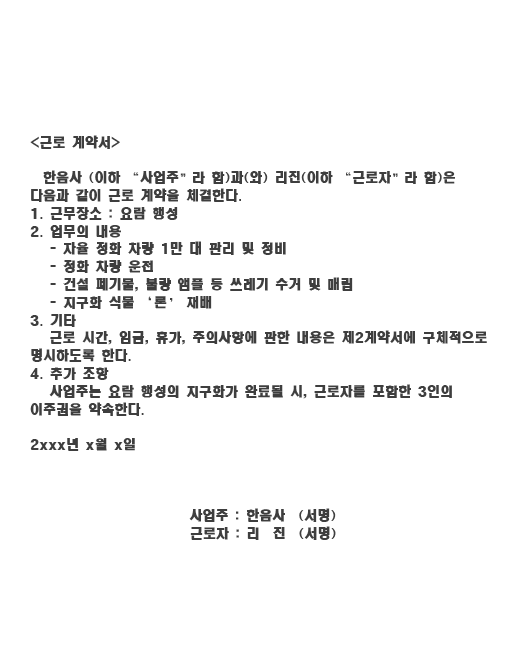 <근로 계약서>
한음사 (이하 “사업주” 라 함)과(와) 리진(이하 “근로자” 라 함)은
다음과 같이 근로 계약을 체결한다.
1. 근무장소 : 요람 행성
2. 업무의 내용
- 자율 정화 차량 1만 대 관리 및 정비
- 정화 차량 운전
- 건설 폐기물, 불량 앰플 등 쓰레기 수거 및 매립
- 지구화 식물 ‘론’ 재배
3. 기타
근로 시간, 임금, 휴가, 주의사항에 관한 내용은 제2계약서에 구체적으로
명시하도록 한다.
4. 추가 조항
사업주는 요람 행성의 지구화가 완료될 시, 근로자를 포함한 3인의
이주권을 약속한다.
2xxx년 x월 x일
사업주 : 한음사 (서명)
근로자 : 리 진 (서명)